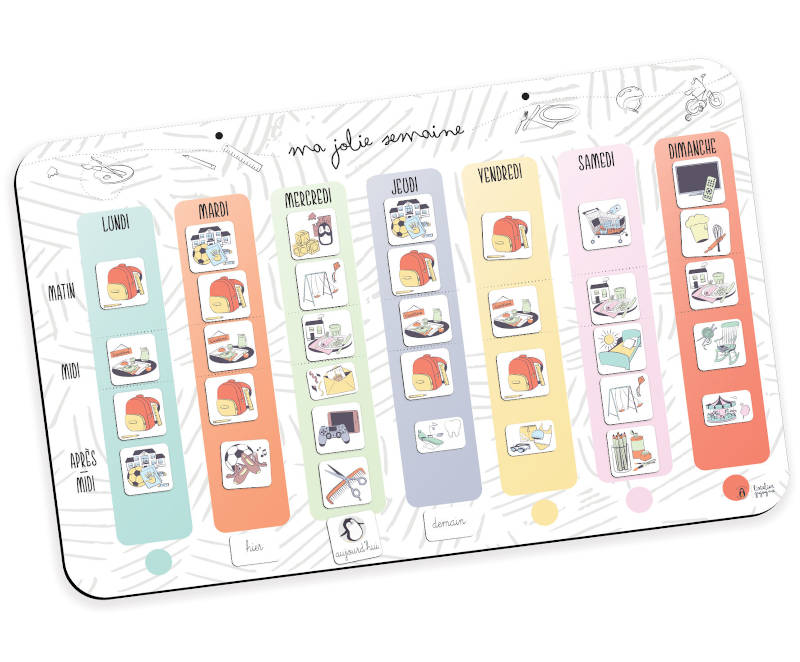 ma jolie semaine
LUNDI
MARDI
MERCREDI
JEUDI
VENDREDI
SAMEDI
DIMANCHE
MATIN
MIDI
APRÈS
MIDI
hier
aujourd'hui
demain